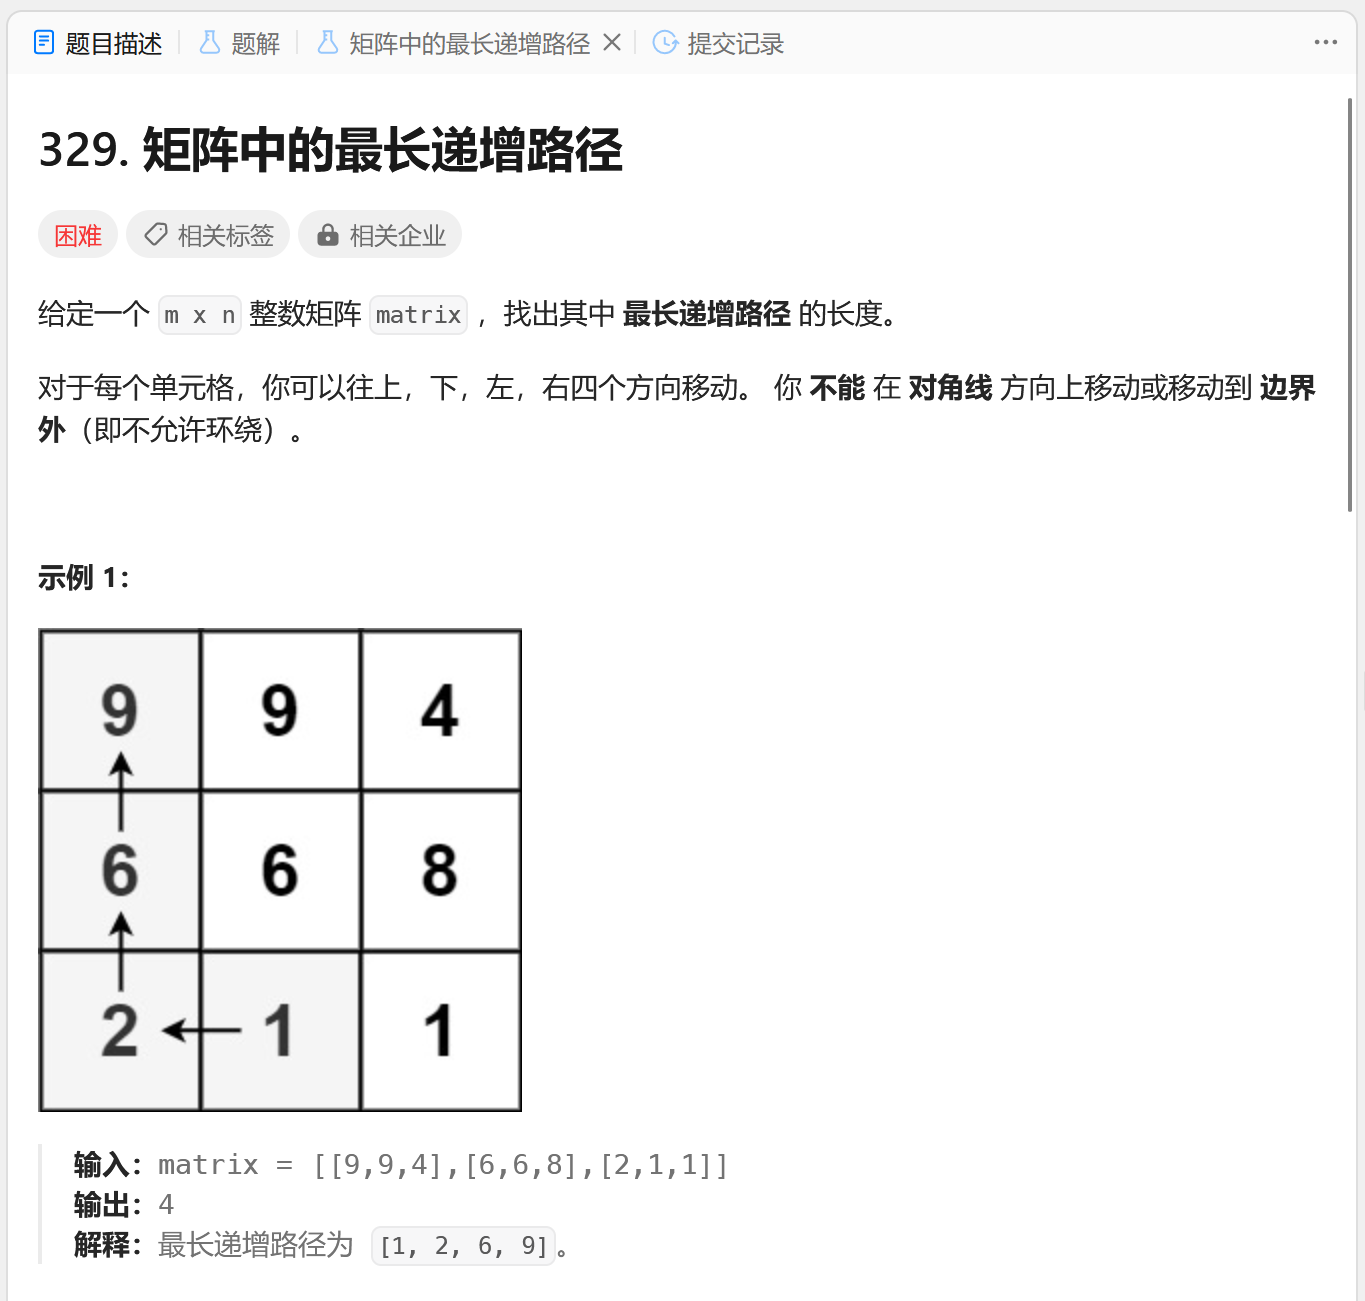 题目描述 题解 矩阵中的最长递增路径 提交记录
329. 矩阵中的最长递增路径
困难 相关标签 相关企业
给定一个 m x n 整数矩阵 matrix ，找出其中 最长递增路径 的长度。
对于每个单元格，你可以往上，下，左，右四个方向移动。 你 不能 在 对角线 方向上移动或移动到 边界
外（即不允许环绕）。
示例 1：
9 9 4
6 6 8
2 1 1
输入：matrix = [[9,9,4],[6,6,8],[2,1,1]]
输出：4
解释：最长递增路径为 [1, 2, 6, 9]。